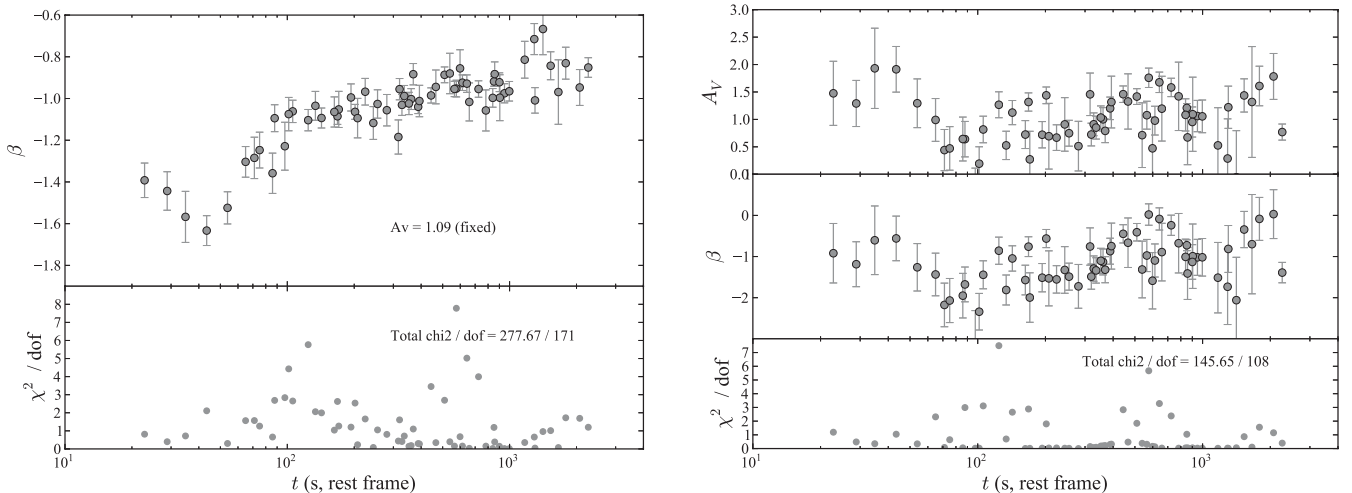 −0.6
−0.8
−1.0
−1.2
−1.4
−1.6
−1.8
β
Av = 1.09 (fixed)
8
7
6
5
4
3
2
1
0
χ² / dof
Total chi2 / dof = 277.67 / 171
10¹ 10² 10³
t (s, rest frame)
3.0
2.5
2.0
1.5
1.0
0.5
0.0
A_V
0
−1
−2
β
7
6
5
4
3
2
1
0
χ² / dof
Total chi2 / dof = 145.65 / 108
10¹ 10² 10³
t (s, rest frame)